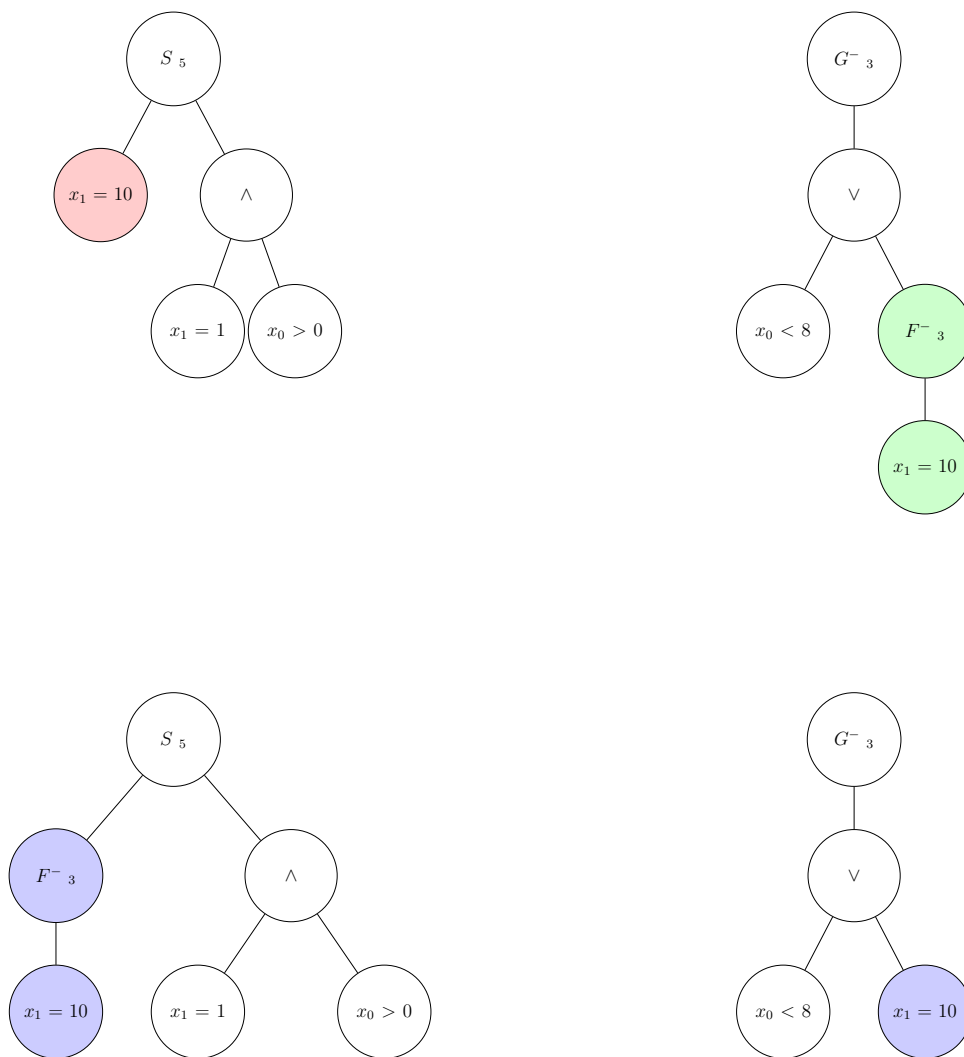 S ₅
G⁻ ₃
x₁ = 10
∧
∨
x₁ = 1
x₀ > 0
x₀ < 8
F⁻ ₃
x₁ = 10
S ₅
G⁻ ₃
F⁻ ₃
∧
∨
x₁ = 10
x₁ = 1
x₀ > 0
x₀ < 8
x₁ = 10